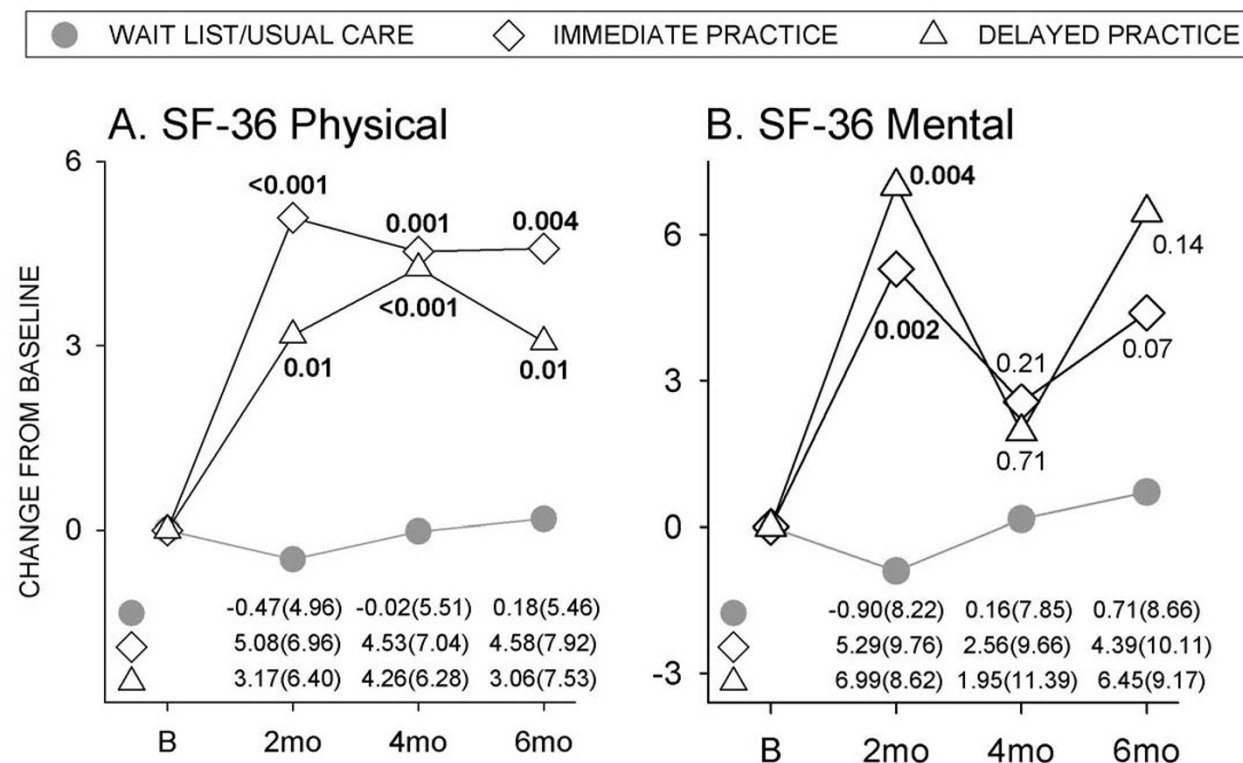 WAIT LIST/USUAL CARE IMMEDIATE PRACTICE DELAYED PRACTICE
A. SF-36 Physical
6
<0.001
0.001
0.004
3
<0.001
0.01
0.01
0
CHANGE FROM BASELINE
-0.47(4.96) -0.02(5.51) 0.18(5.46)
5.08(6.96) 4.53(7.04) 4.58(7.92)
3.17(6.40) 4.26(6.28) 3.06(7.53)
B 2mo 4mo 6mo
B. SF-36 Mental
0.004
6
0.14
0.002
0.21
0.07
3
0.71
0
-0.90(8.22) 0.16(7.85) 0.71(8.66)
5.29(9.76) 2.56(9.66) 4.39(10.11)
-3
6.99(8.62) 1.95(11.39) 6.45(9.17)
B 2mo 4mo 6mo